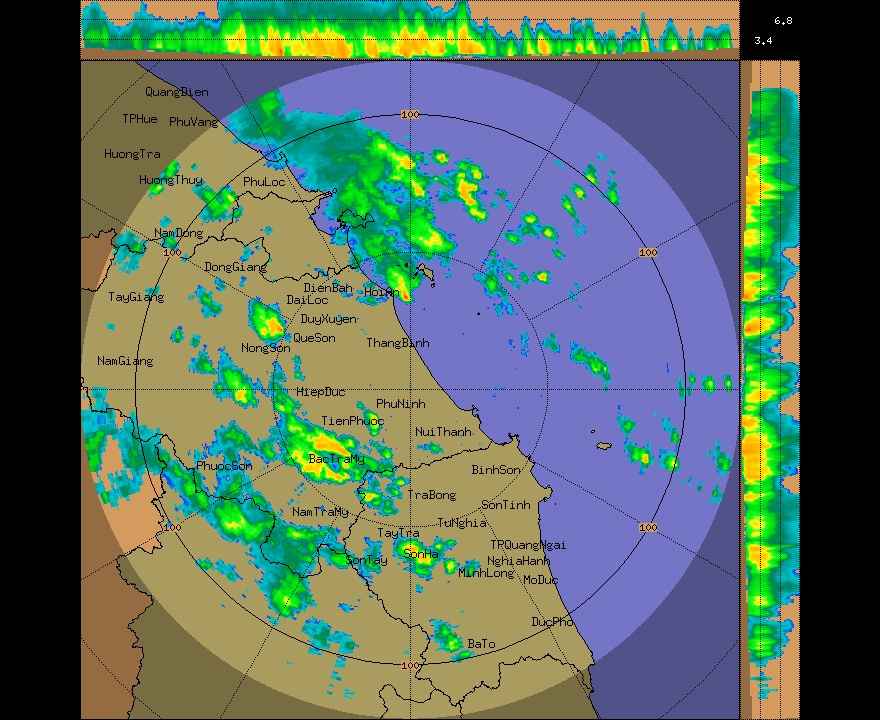 6.8
3.4
QuangDien
100
TPHue
PhuVang
HuongTra
HuongThuy
PhuLoc
NamDong
100
100
DongGiang
DienBah
HoiAn
TayGiang
DaiLoc
DuyXuyen
QueSon
ThangBinh
NongSon
NamGiang
HiepDuc
PhuNinh
TienPhuoc
NuiThanh
BacTraMy
PhuocSon
BinhSon
TraBong
SonTinh
NamTraMy
TuNghia
100
100
TayTra
TPQuangNgai
SonHa
SonTay
NghiaHanh
MinhLong
MoDuc
DucPho
BaTo
100